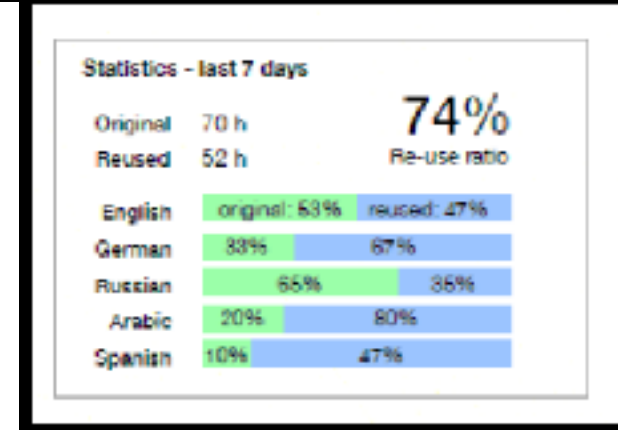 Statistics - last 7 days
74%
Original 70 h
Reused 52 h
Re-use ratio
English original: 53% reused: 47%
German 33% 67%
Russian 65% 35%
Arabic 20% 80%
Spanish 10% 47%